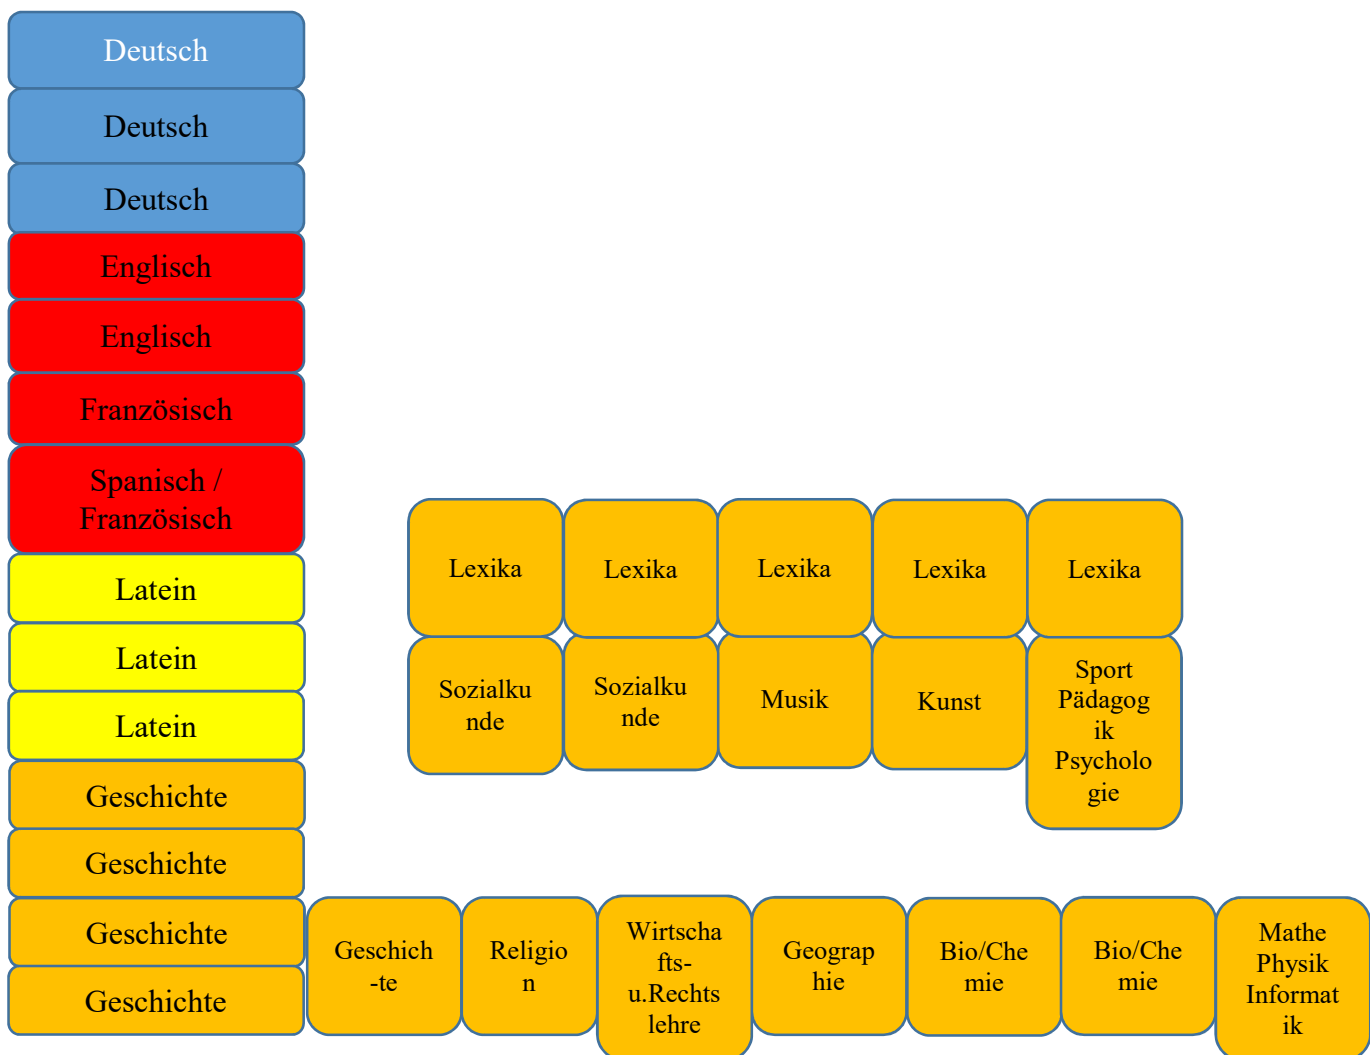 Deutsch
Deutsch
Deutsch
Englisch
Englisch
Französisch
Spanisch /
Französisch
Latein
Latein
Latein
Geschichte
Geschichte
Geschichte
Geschichte
Lexika
Lexika
Lexika
Lexika
Lexika
Sozialku
nde
Sozialku
nde
Musik
Kunst
Sport
Pädagog
ik
Psycholo
gie
Geschich
-te
Religio
n
Wirtscha
fts-
u.Rechts
lehre
Geograp
hie
Bio/Che
mie
Bio/Che
mie
Mathe
Physik
Informat
ik